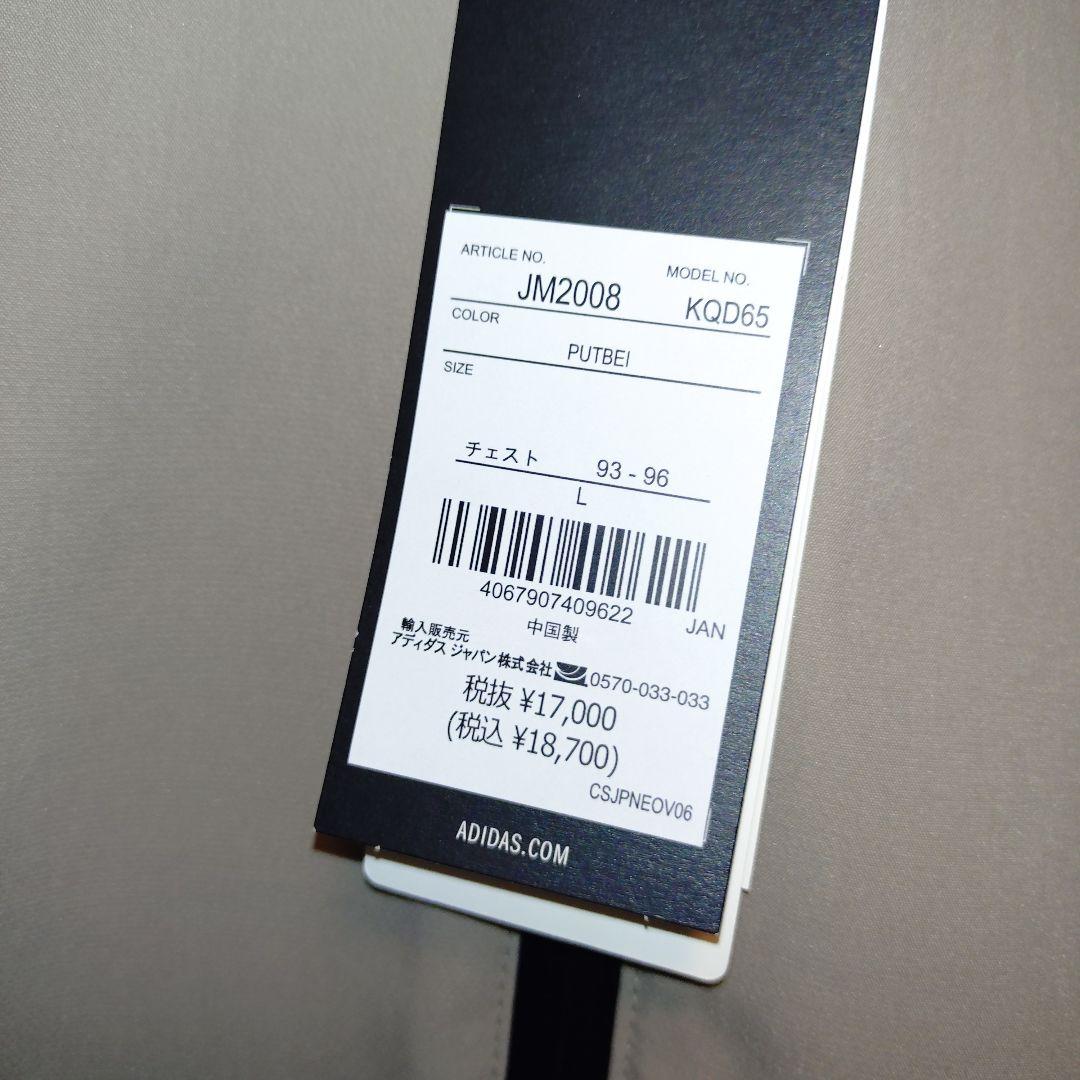 ARTICLE NO.
MODEL NO.
JM2008
KQD65
COLOR
PUTBEI
SIZE
チェスト 93 - 96
L
4067907409622
JAN
中国製
輸入販売元
アディダス ジャパン株式会社 0570-033-033
税抜 ¥17,000
(税込 ¥18,700)
CSJPNEOV06
ADIDAS.COM